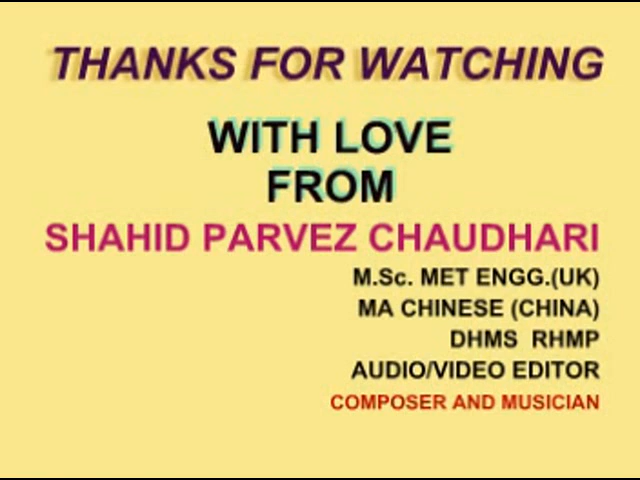 THANKS FOR WATCHING
WITH LOVE
FROM
SHAHID PARVEZ CHAUDHARI
M.Sc. MET ENGG.(UK)
MA CHINESE (CHINA)
DHMS RHMP
AUDIO/VIDEO EDITOR
COMPOSER AND MUSICIAN